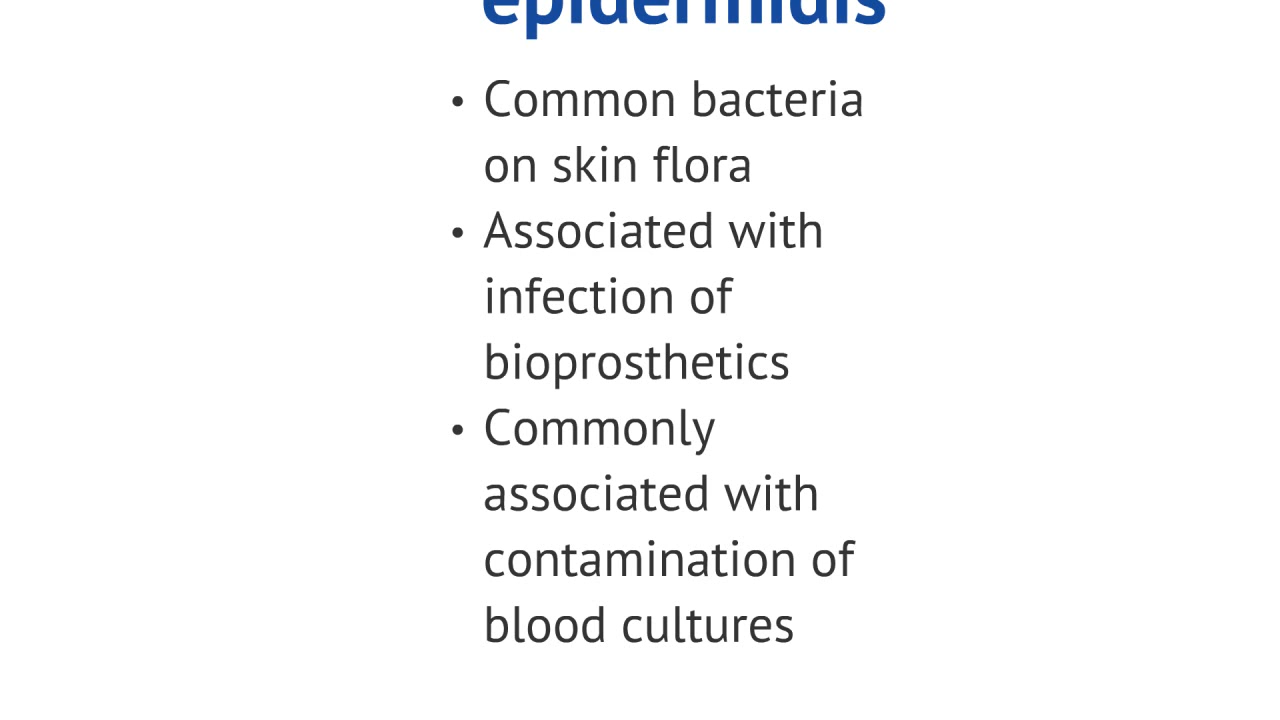 epidermidis
• Common bacteria
on skin flora
• Associated with
infection of
bioprosthetics
• Commonly
associated with
contamination of
blood cultures